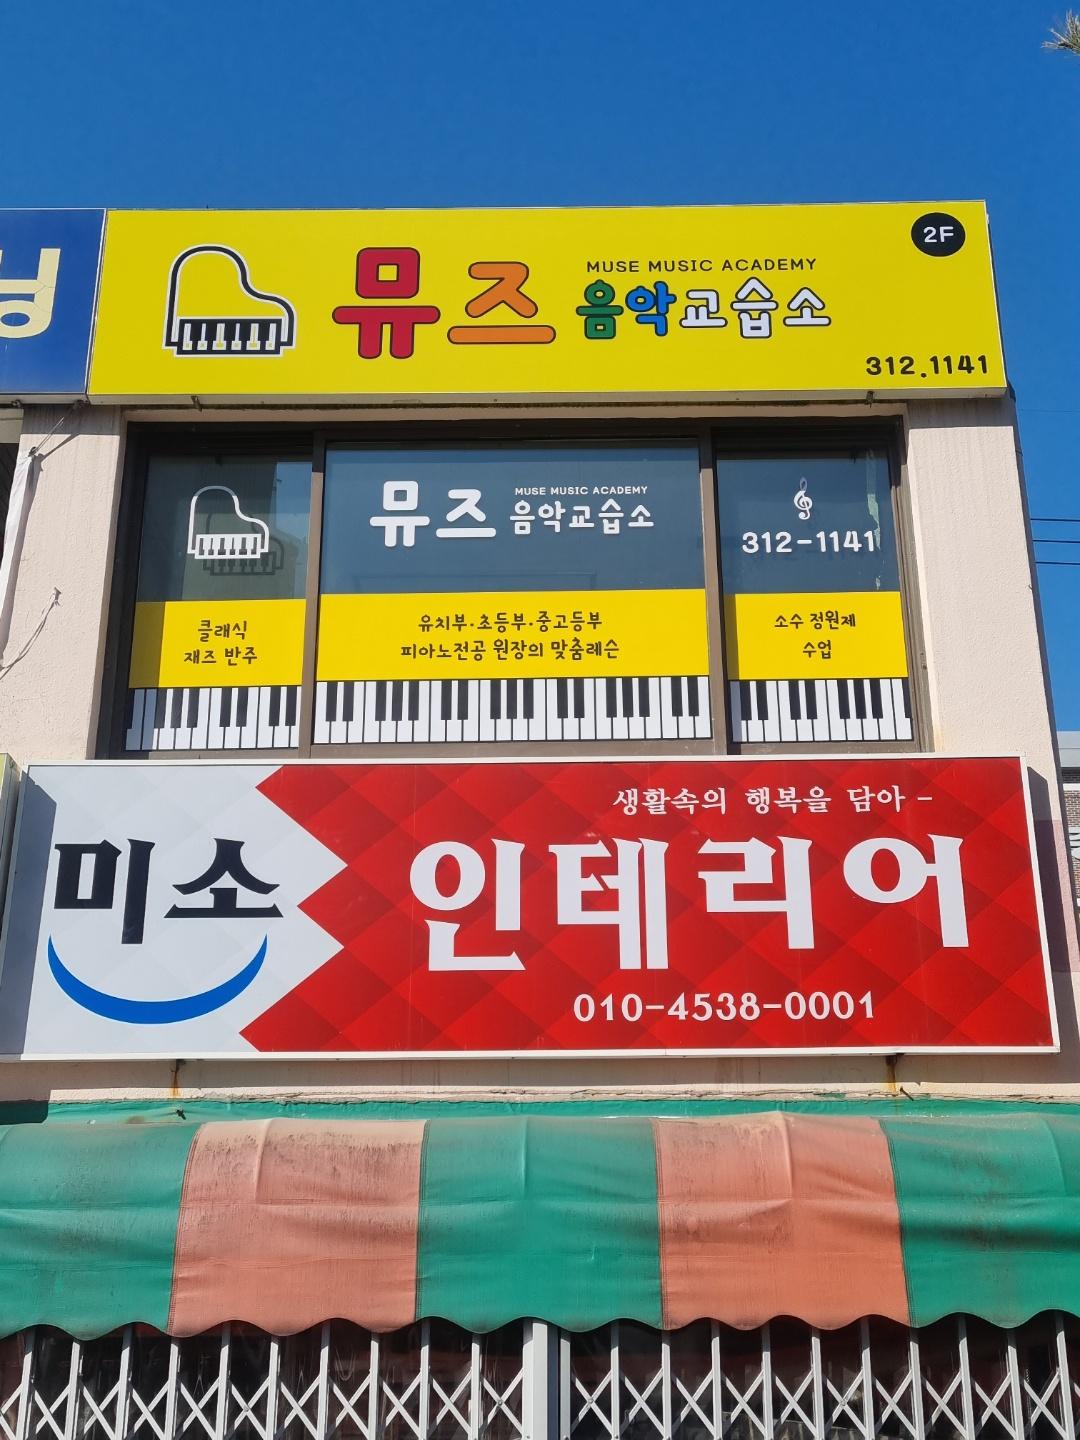 닝
2F
MUSE MUSIC ACADEMY
뮤즈 음악교습소
312.1141
MUSE MUSIC ACADEMY
뮤즈 음악교습소
312-1141
클래식
재즈 반주
유치부·초등부·중고등부
피아노전공 원장의 맞춤레슨
소수 정원제
수업
생활속의 행복을 담아 -
미소 인테리어
010-4538-0001